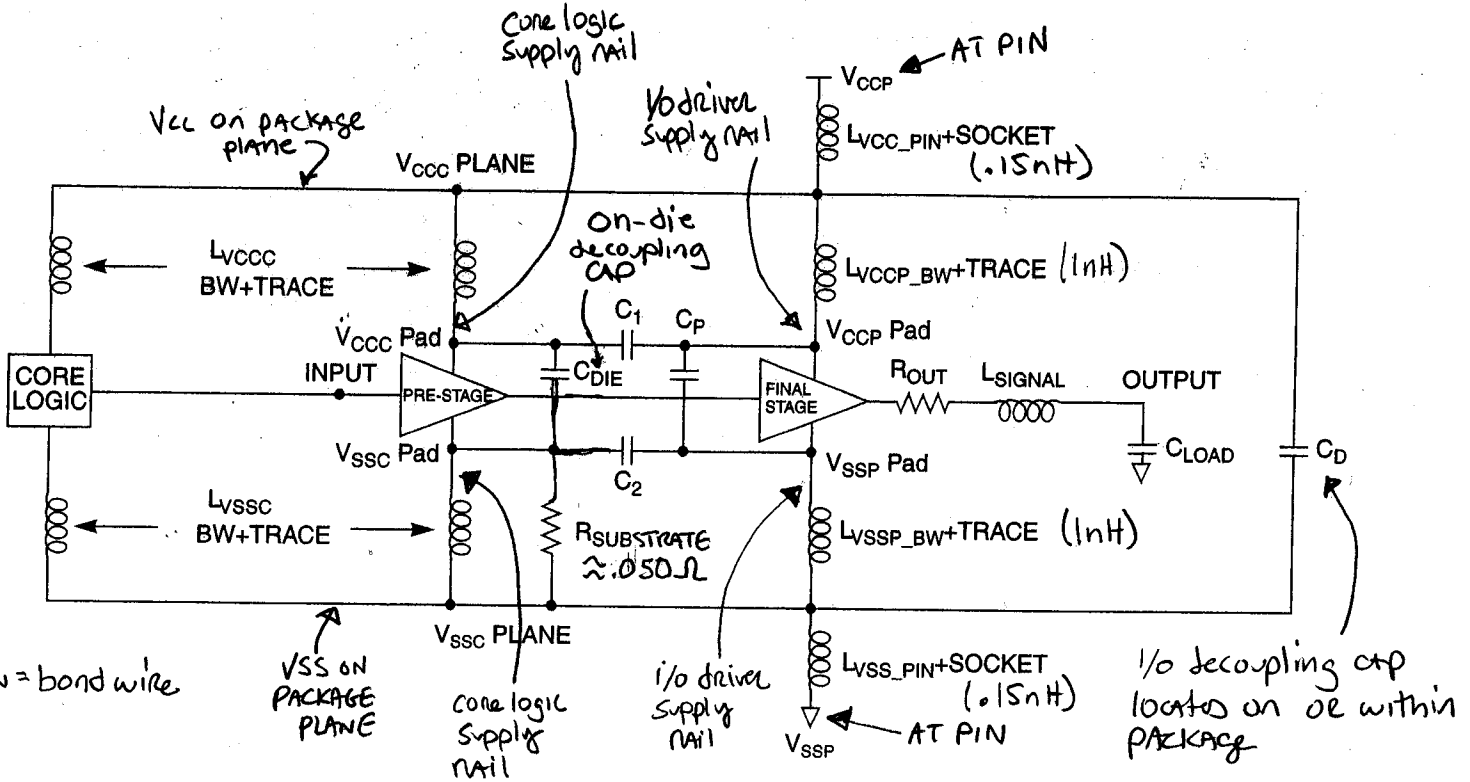 Core logic
Supply rail
AT PIN
VCCP
I/O driver
supply rail
LVCC_PIN+SOCKET
(.15nH)
VCC on PACKAGE
plane
VCCC PLANE
on-die
decoupling
CAP
LVCCC
BW+TRACE
LVCCP_BW+TRACE (1nH)
C1
CP
VCCC Pad
VCCP Pad
CORE
LOGIC
INPUT
PRE-STAGE
CDIE
FINAL
STAGE
ROUT
LSIGNAL
OUTPUT
CLOAD
CD
VSSC Pad
C2
VSSP Pad
LVSSC
BW+TRACE
RSUBSTRATE
≈.050Ω
LVSSP_BW+TRACE (1nH)
VSSC PLANE
= bond wire
VSS ON
PACKAGE
PLANE
core logic
supply
rail
i/o driver
supply
rail
LVSS_PIN+SOCKET
(.15nH)
VSSP
AT PIN
I/O decoupling cap
located on or within
PACKAGE